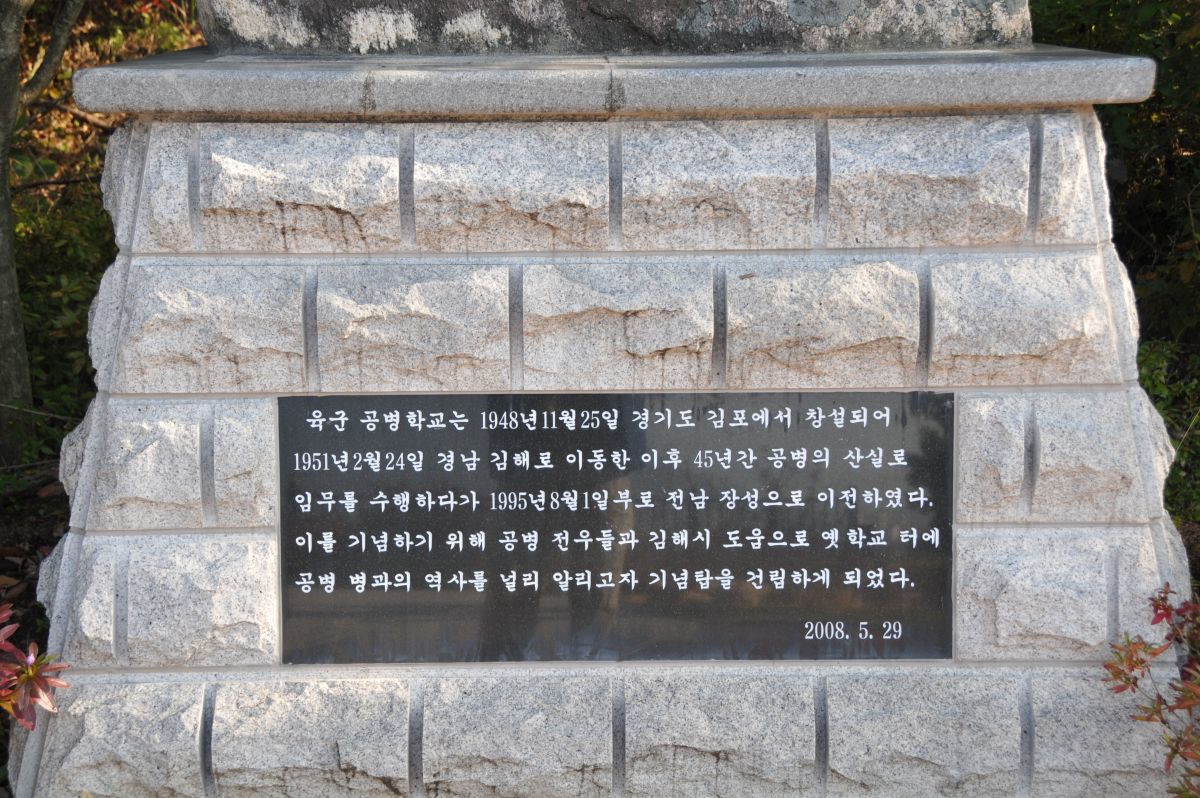 육군 공병학교는 1948년11월25일 경기도 김포에서 창설되어
1951년2월24일 경남 김해로 이동한 이후 45년간 공병의 산실로
임무를 수행하다가 1995년8월1일부로 전남 장성으로 이전하였다.
이를 기념하기 위해 공병 전우들과 김해시 도움으로 옛학교 터에
공병 병과의 역사를 널리 알리고자 기념탑을 건립하게 되었다.
2008. 5. 29